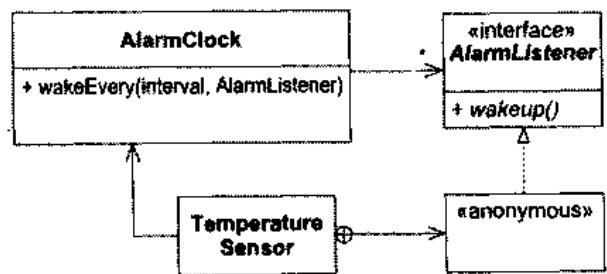 AlarmClock
+ wakeEvery(interval, AlarmListener)
*
«interface»
AlarmListener
+ wakeup()
Temperature
Sensor
«anonymous»